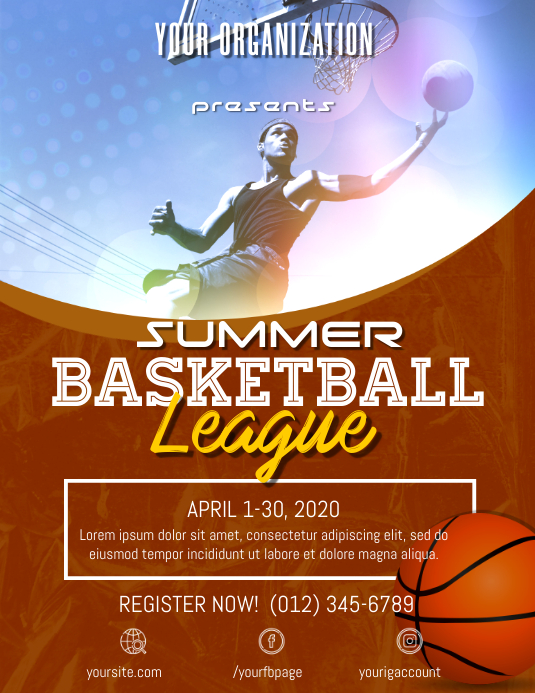 YOUR ORGANIZATION
presents
SUMMER
BASKETBALL
League
APRIL 1-30, 2020
Lorem ipsum dolor sit amet, consectetur adipiscing elit, sed do
eiusmod tempor incididunt ut labore et dolore magna aliqua.
REGISTER NOW! (012) 345-6789
yoursite.com
/yourfbpage
yourigaccount